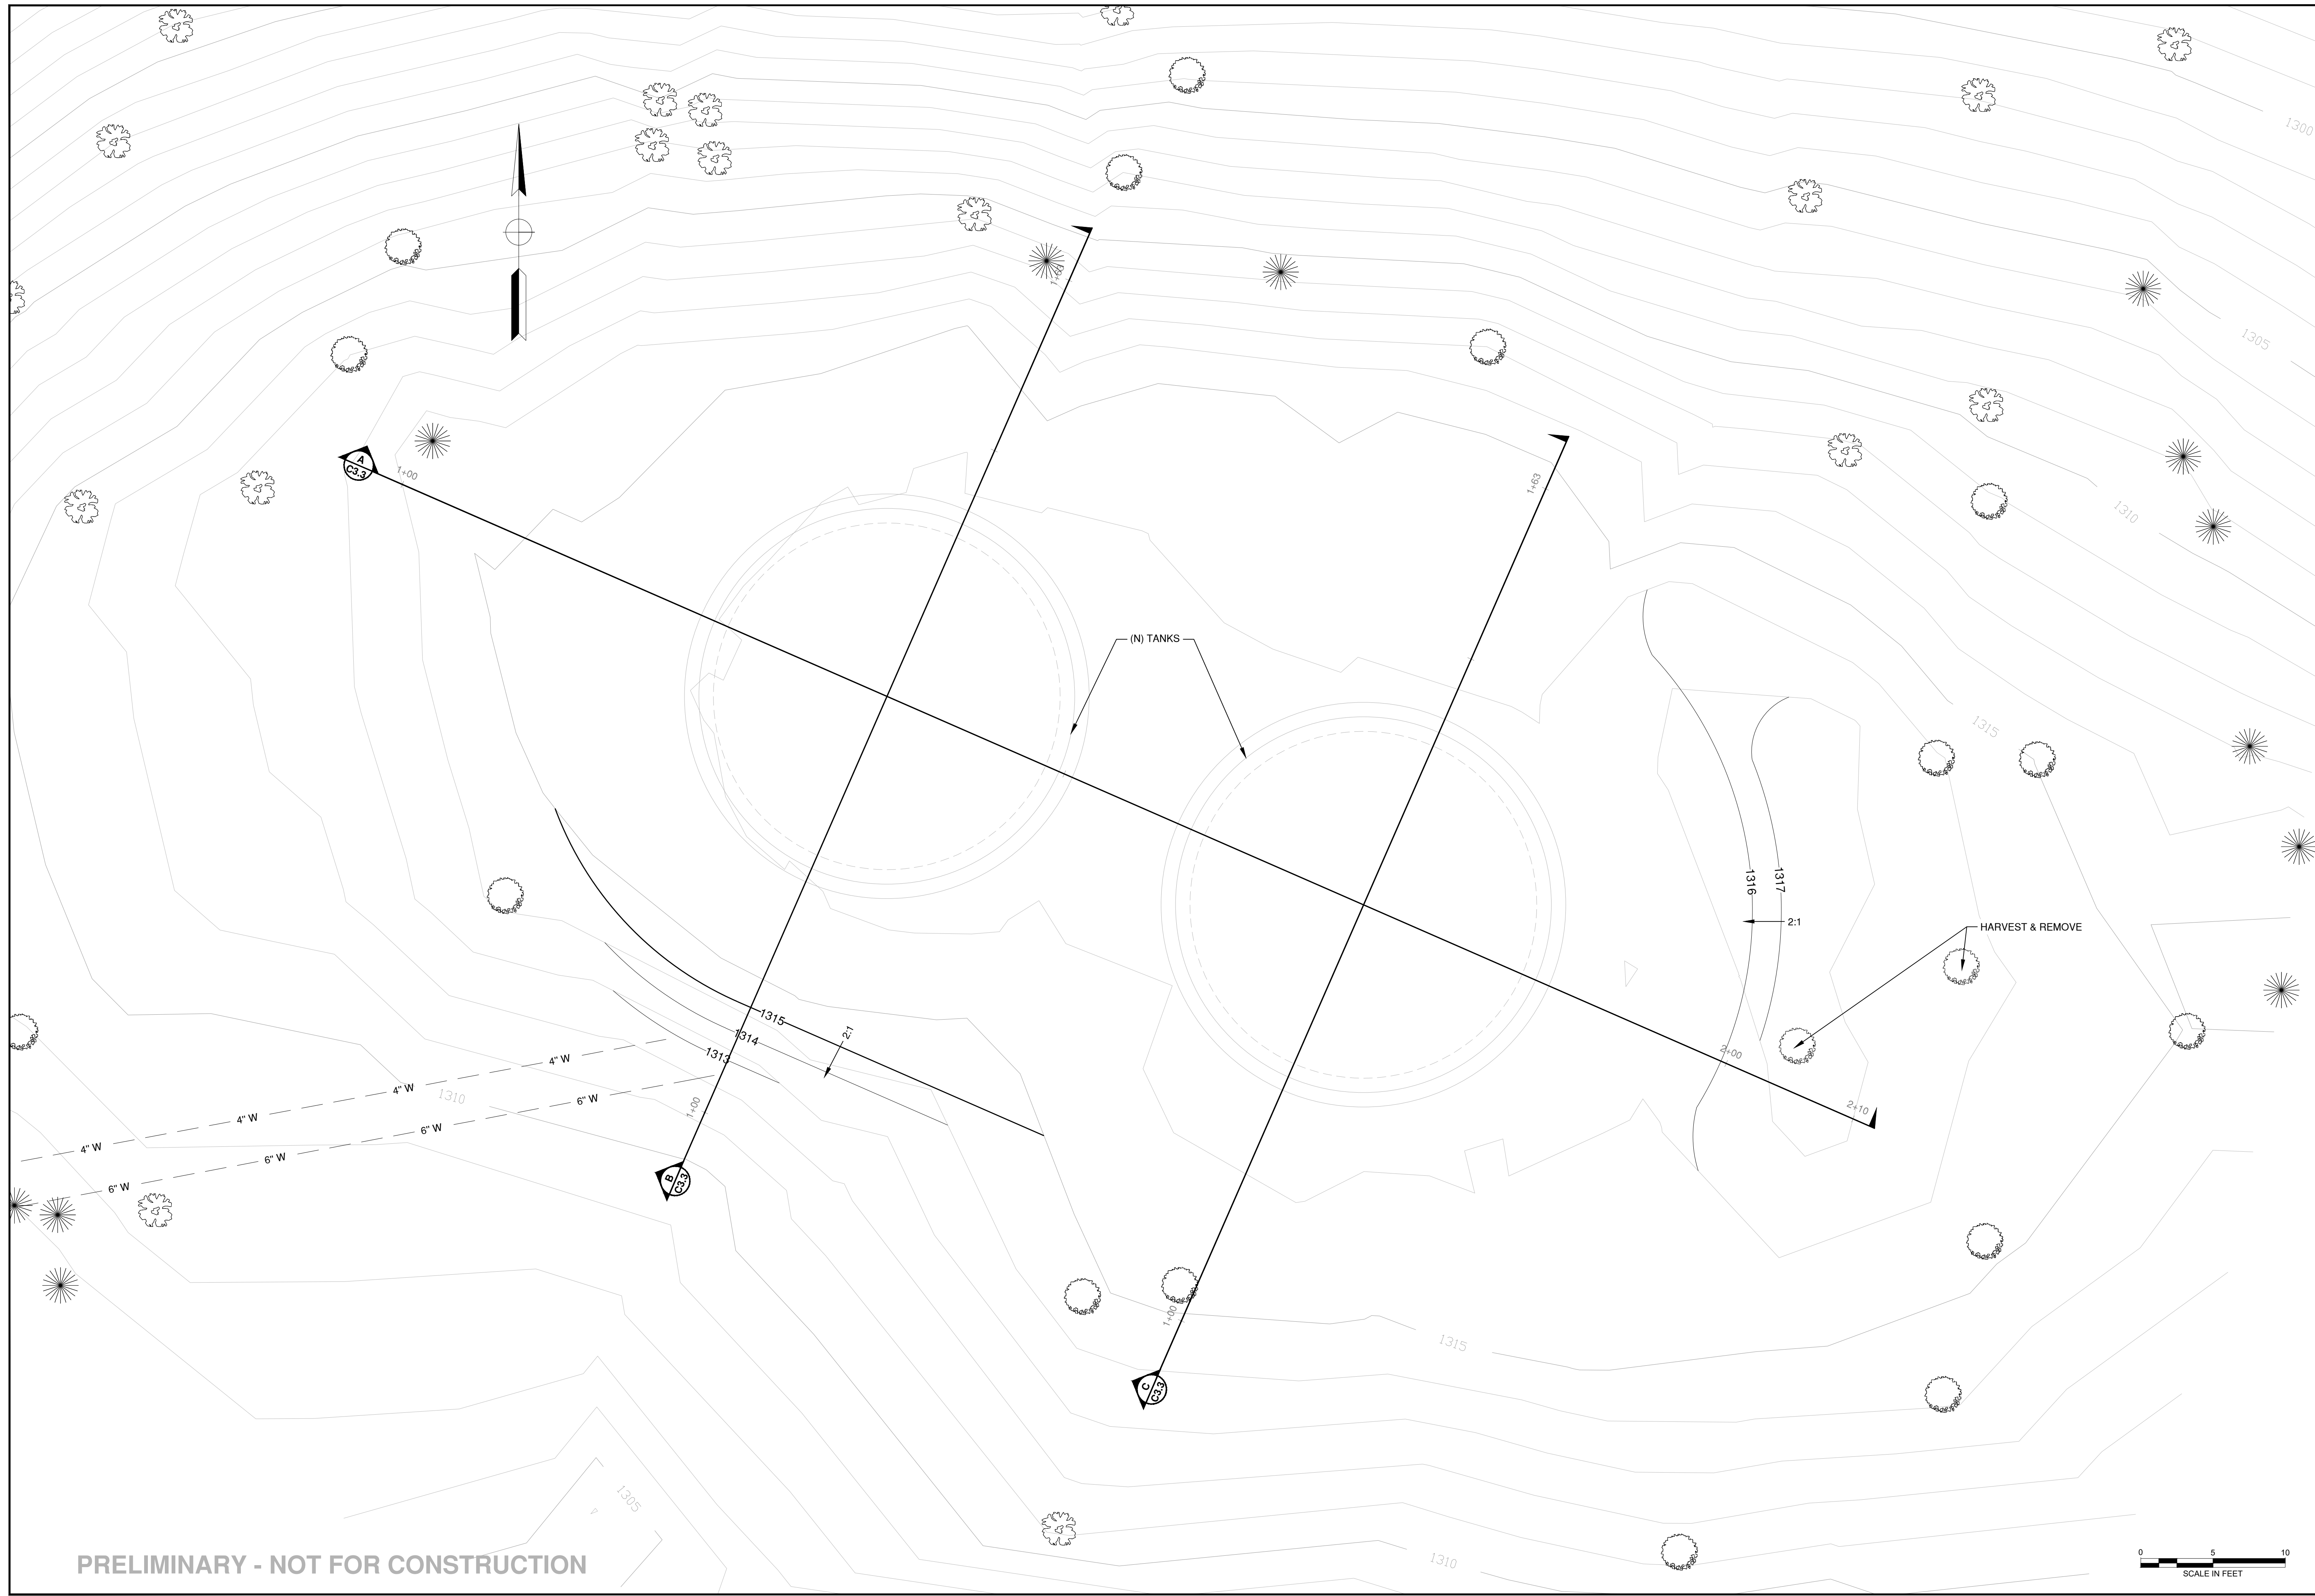 1300
1+63
1305
A
C3.3
1+00
1+63
1310
(N) TANKS
1315
1316
1317
2:1
HARVEST & REMOVE
1315
1314
1313
2:1
2+00
2+10
4" W
4" W
4" W
4" W
6" W
6" W
6" W
6" W
1310
1+00
B
C3.3
1+00
1315
C
C3.3
1305
1310
PRELIMINARY - NOT FOR CONSTRUCTION
0 5 10
SCALE IN FEET